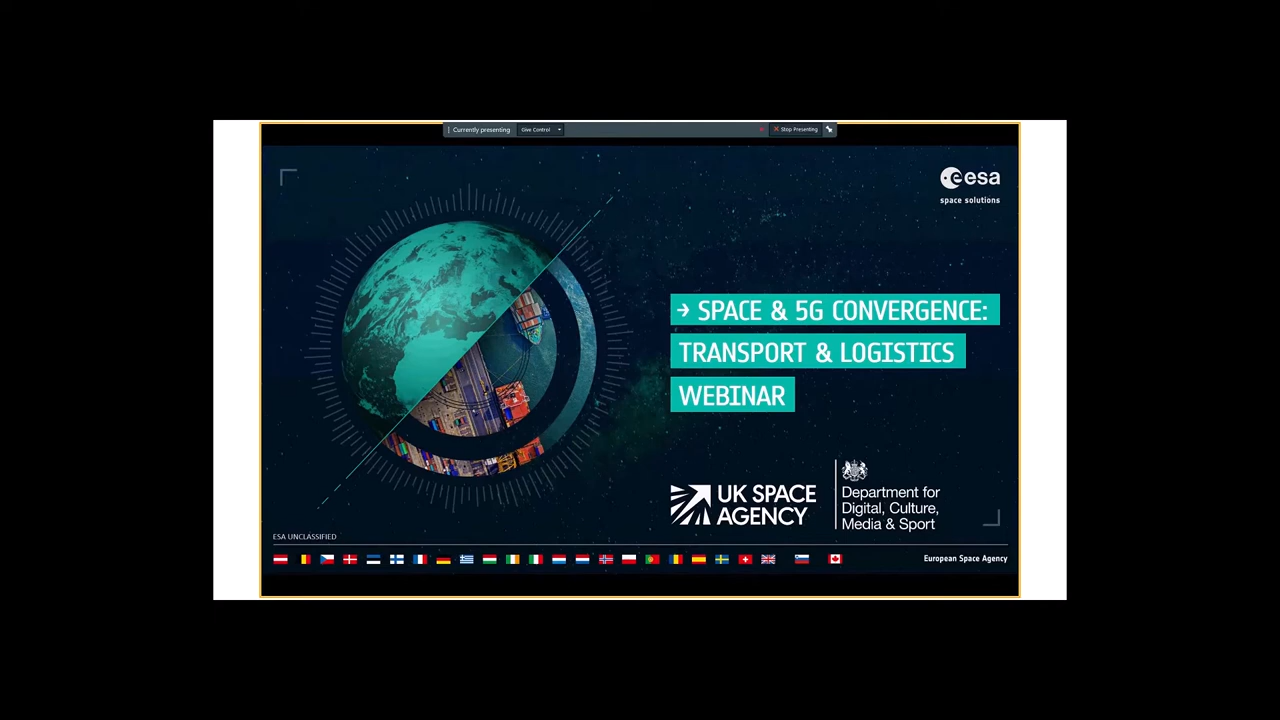 Currently presenting
Give Control
Stop Presenting
esa
space solutions
→ SPACE & 5G CONVERGENCE:
TRANSPORT & LOGISTICS
WEBINAR
UK SPACE
AGENCY
Department for
Digital, Culture,
Media & Sport
ESA UNCLASSIFIED
European Space Agency